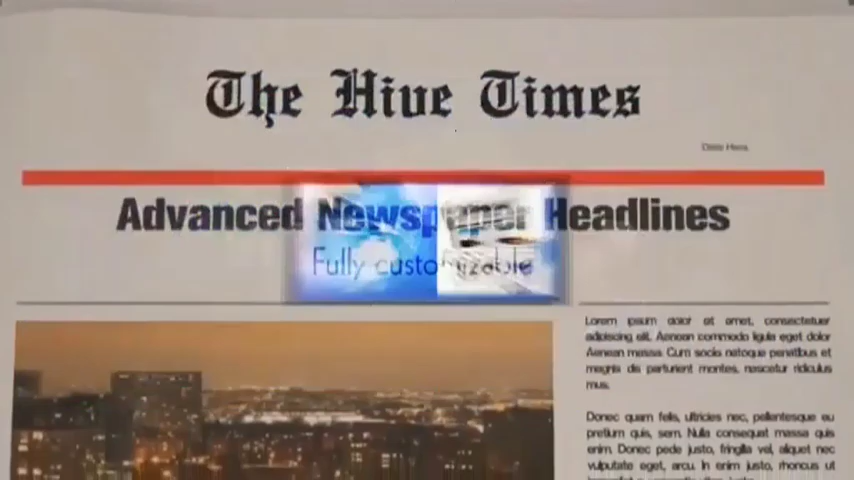 The Hive Times
Date Here
Advanced Newspaper Headlines
Fully customizable
Lorem ipsum dolor sit amet, consectetuer
adipiscing elit. Aenean commodo ligula eget dolor
Aenean massa. Cum sociis natoque penatibus et
magnis dis parturient montes, nascetur ridiculus
mus.
Donec quam felis, ultricies nec, pellentesque eu
pretium quis, sem. Nulla consequat massa quis
enim. Donec pede justo, fringilla vel, aliquet nec
vulputate eget, arcu. In enim justo, rhoncus ut